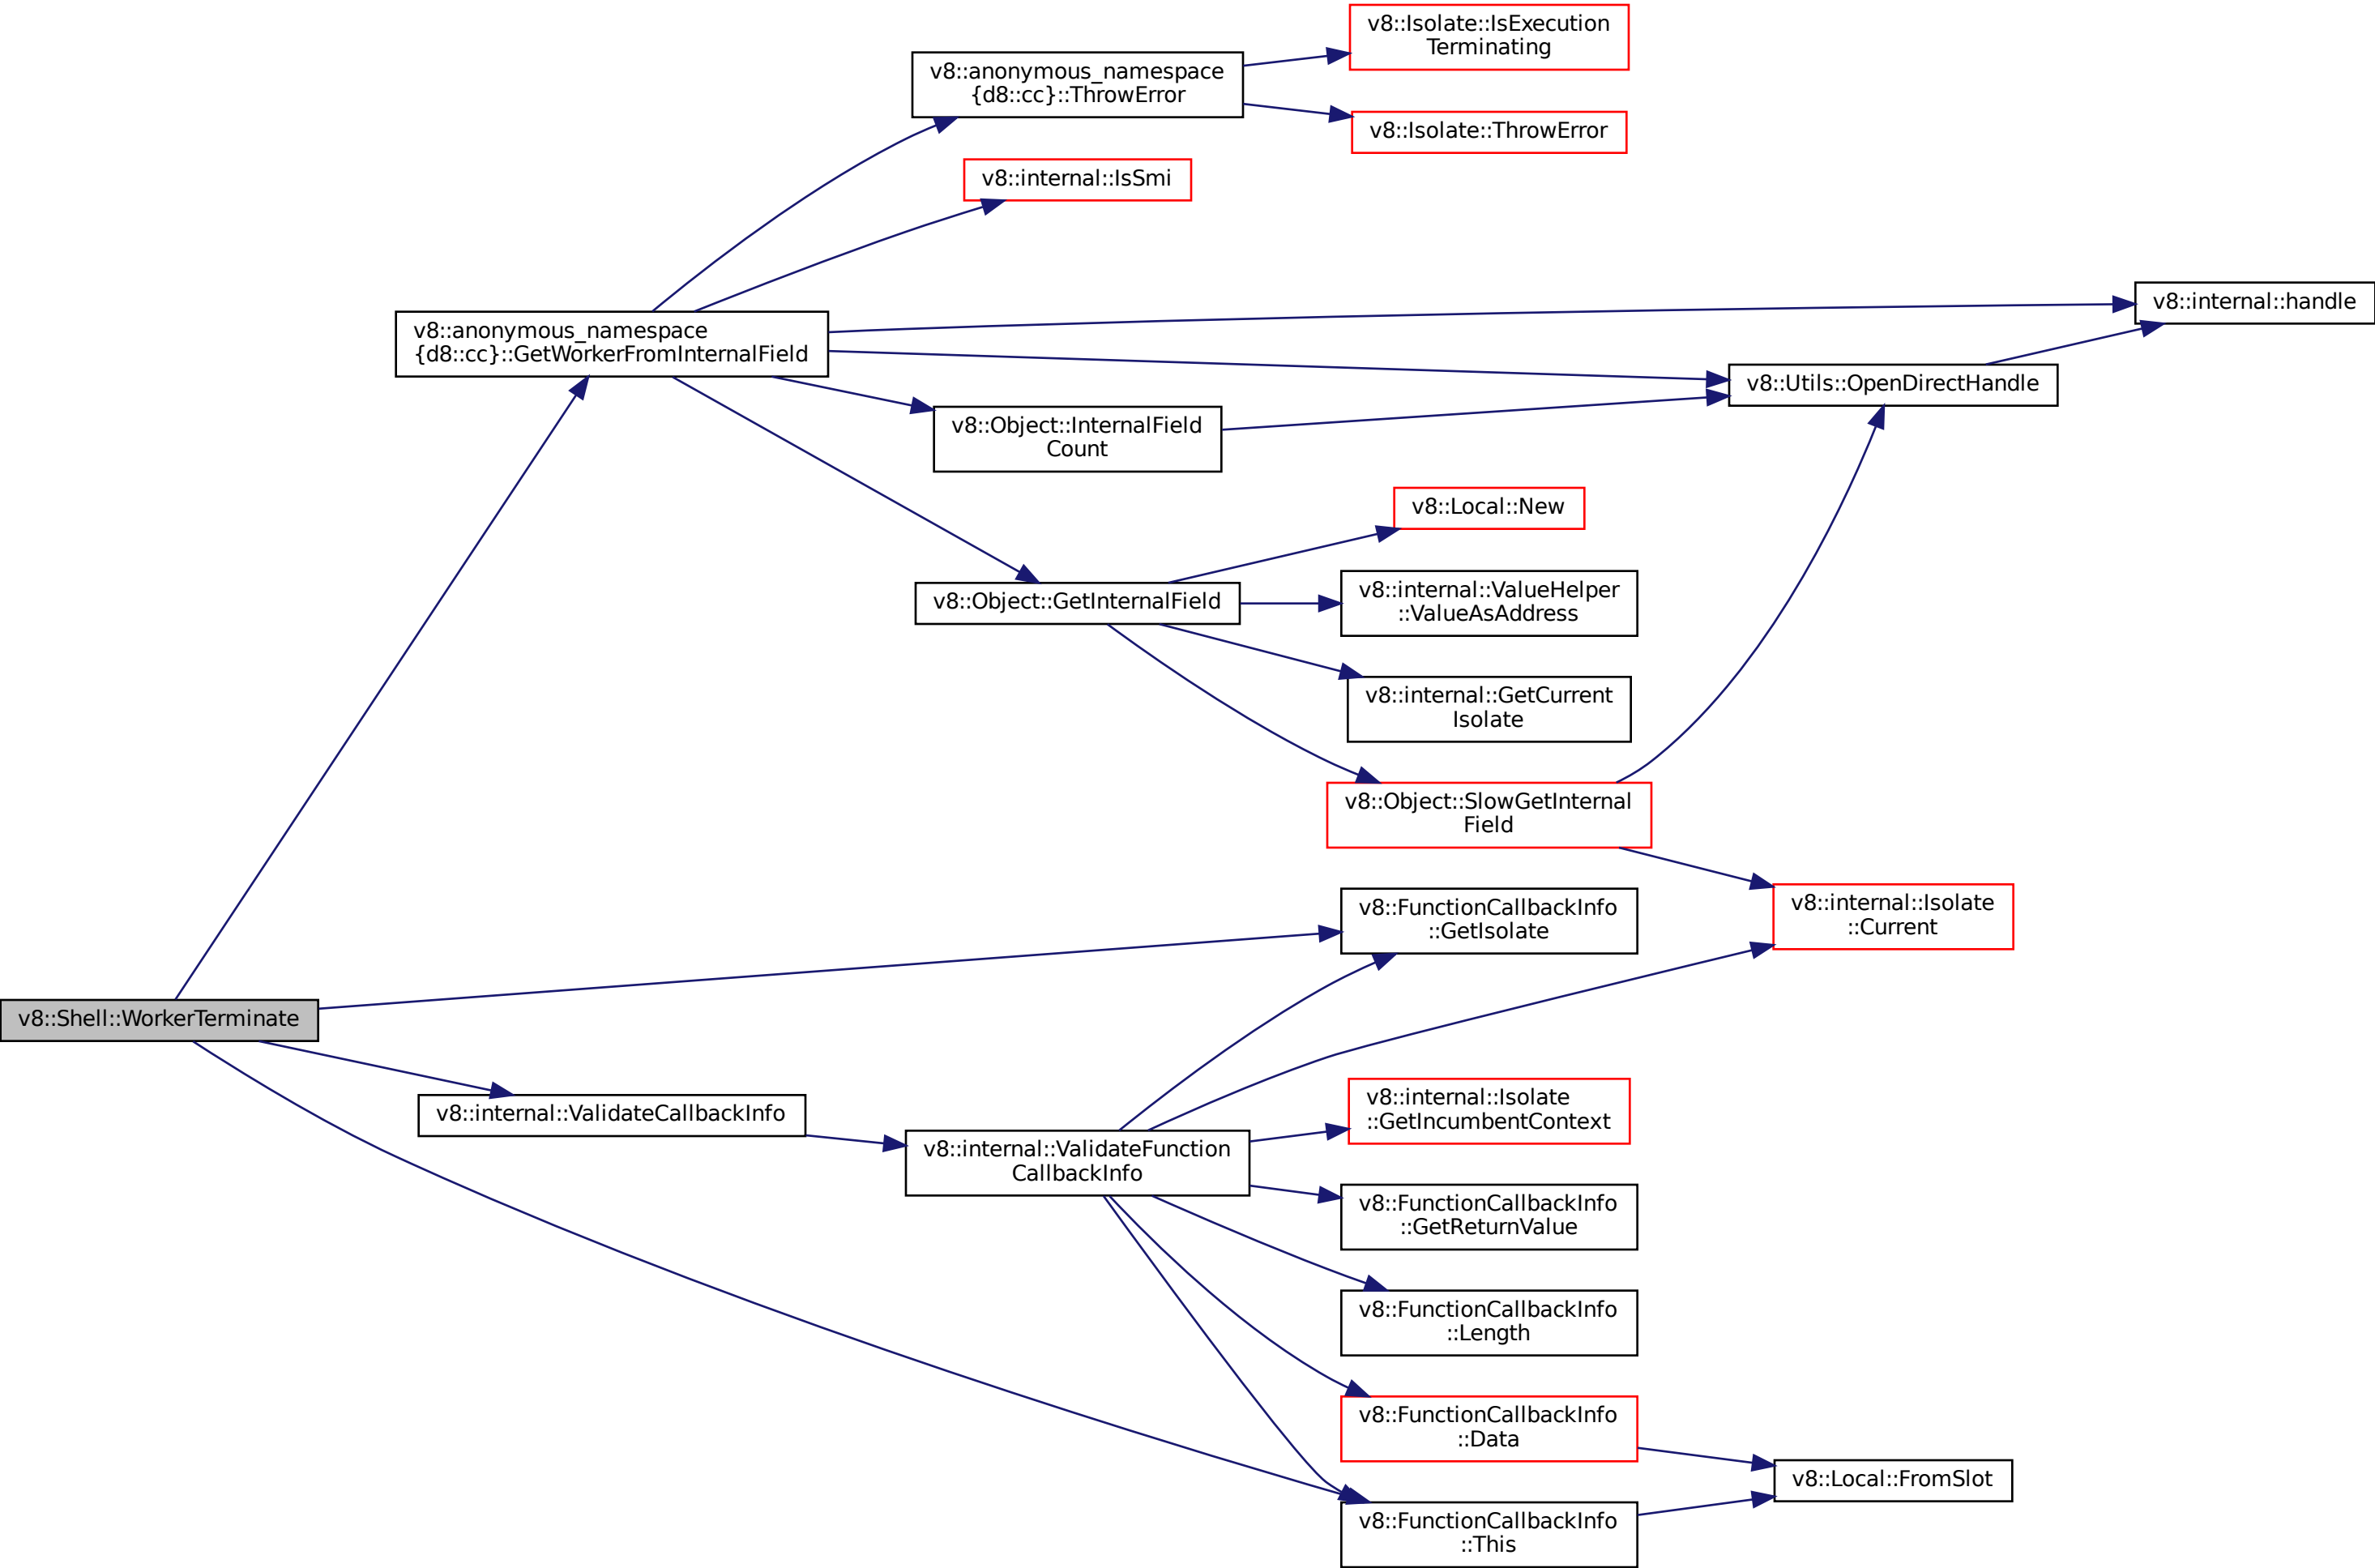 v8::Isolate::IsExecution
Terminating
v8::anonymous_namespace
{d8::cc}::ThrowError
v8::Isolate::ThrowError
v8::internal::IsSmi
v8::internal::handle
v8::anonymous_namespace
{d8::cc}::GetWorkerFromInternalField
v8::Utils::OpenDirectHandle
v8::Object::InternalField
Count
v8::Local::New
v8::Object::GetInternalField
v8::internal::ValueHelper
::ValueAsAddress
v8::internal::GetCurrent
Isolate
v8::Object::SlowGetInternal
Field
v8::FunctionCallbackInfo
::GetIsolate
v8::internal::Isolate
::Current
v8::Shell::WorkerTerminate
v8::internal::ValidateCallbackInfo
v8::internal::Isolate
::GetIncumbentContext
v8::internal::ValidateFunction
CallbackInfo
v8::FunctionCallbackInfo
::GetReturnValue
v8::FunctionCallbackInfo
::Length
v8::FunctionCallbackInfo
::Data
v8::Local::FromSlot
v8::FunctionCallbackInfo
::This